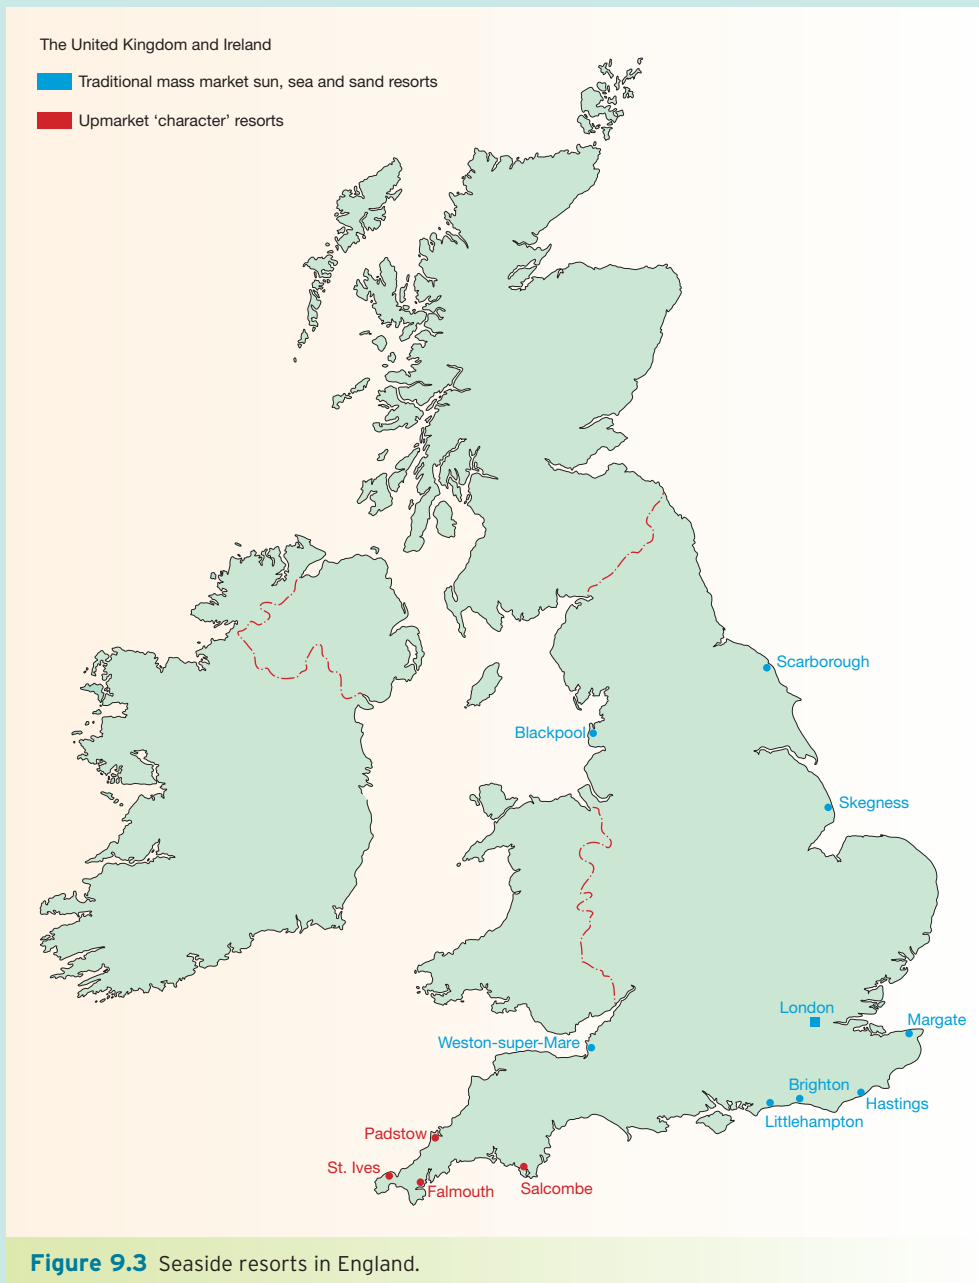 The United Kingdom and Ireland
Traditional mass market sun, sea and sand resorts
Upmarket ‘character’ resorts
Scarborough
Blackpool
Skegness
London
Margate
Weston-super-Mare
Brighton
Hastings
Littlehampton
Padstow
St. Ives
Falmouth
Salcombe
Figure 9.3 Seaside resorts in England.